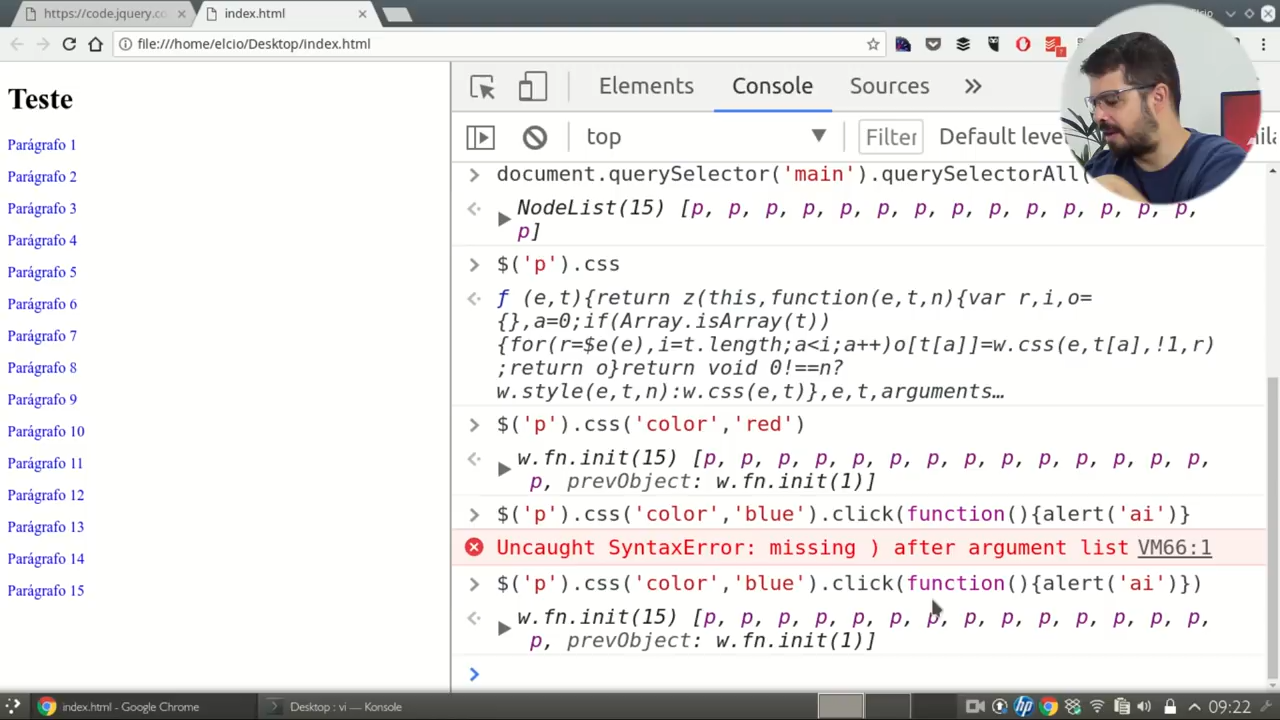 https://code.jquery.co
index.html
file:///home/elcio/Desktop/index.html
Teste
Parágrafo 1
Parágrafo 2
Parágrafo 3
Parágrafo 4
Parágrafo 5
Parágrafo 6
Parágrafo 7
Parágrafo 8
Parágrafo 9
Parágrafo 10
Parágrafo 11
Parágrafo 12
Parágrafo 13
Parágrafo 14
Parágrafo 15
Elements Console Sources
top Filter Default leve
document.querySelector('main').querySelectorAll(
NodeList(15) [p, p, p, p, p, p, p, p, p, p, p, p, p, p,
p]
$('p').css
ƒ (e,t){return z(this,function(e,t,n){var r,i,o=
{},a=0;if(Array.isArray(t))
{for(r=$e(e),i=t.length;a<i;a++)o[t[a]]=w.css(e,t[a],!1,r)
;return o}return void 0!==n?
w.style(e,t,n):w.css(e,t)},e,t,arguments…
$('p').css('color','red')
w.fn.init(15) [p, p, p, p, p, p, p, p, p, p, p, p, p, p,
p, prevObject: w.fn.init(1)]
$('p').css('color','blue').click(function(){alert('ai')}
Uncaught SyntaxError: missing ) after argument list VM66:1
$('p').css('color','blue').click(function(){alert('ai')})
w.fn.init(15) [p, p, p, p, p, p, p, p, p, p, p, p, p, p,
p, prevObject: w.fn.init(1)]
index.html - Google Chrome
Desktop : vi — Konsole
hp
09:22